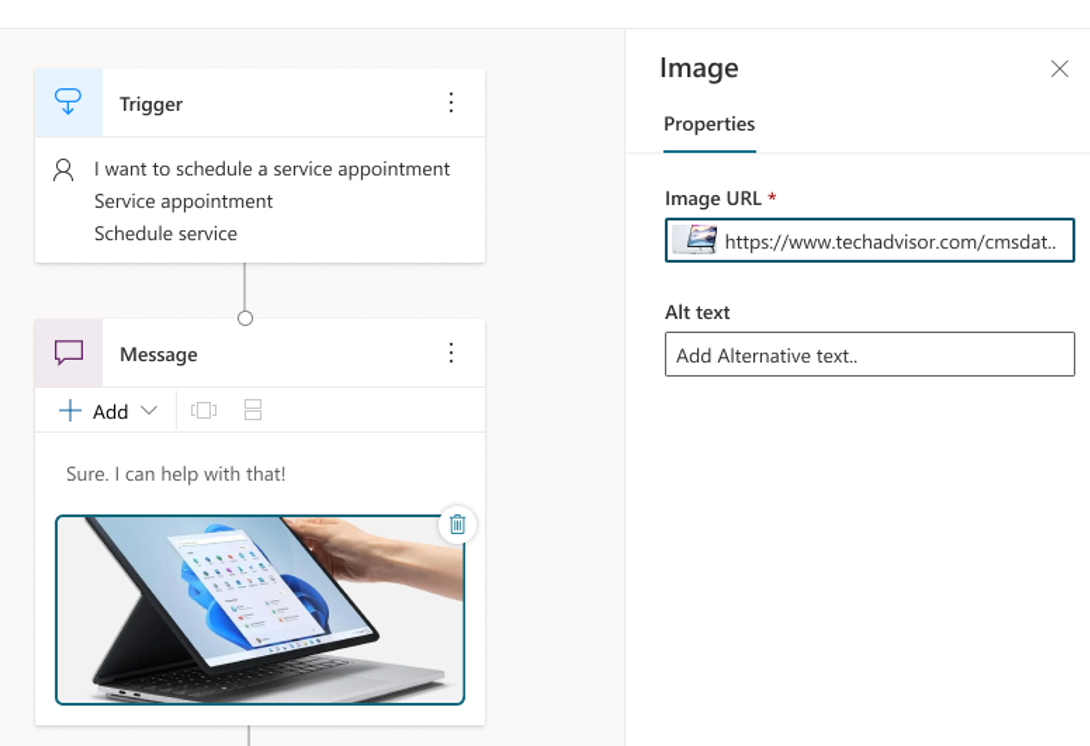 Trigger
I want to schedule a service appointment
Service appointment
Schedule service
Message
Add
Sure. I can help with that!
Image
Properties
Image URL *
https://www.techadvisor.com/cmsdat..
Alt text
Add Alternative text..